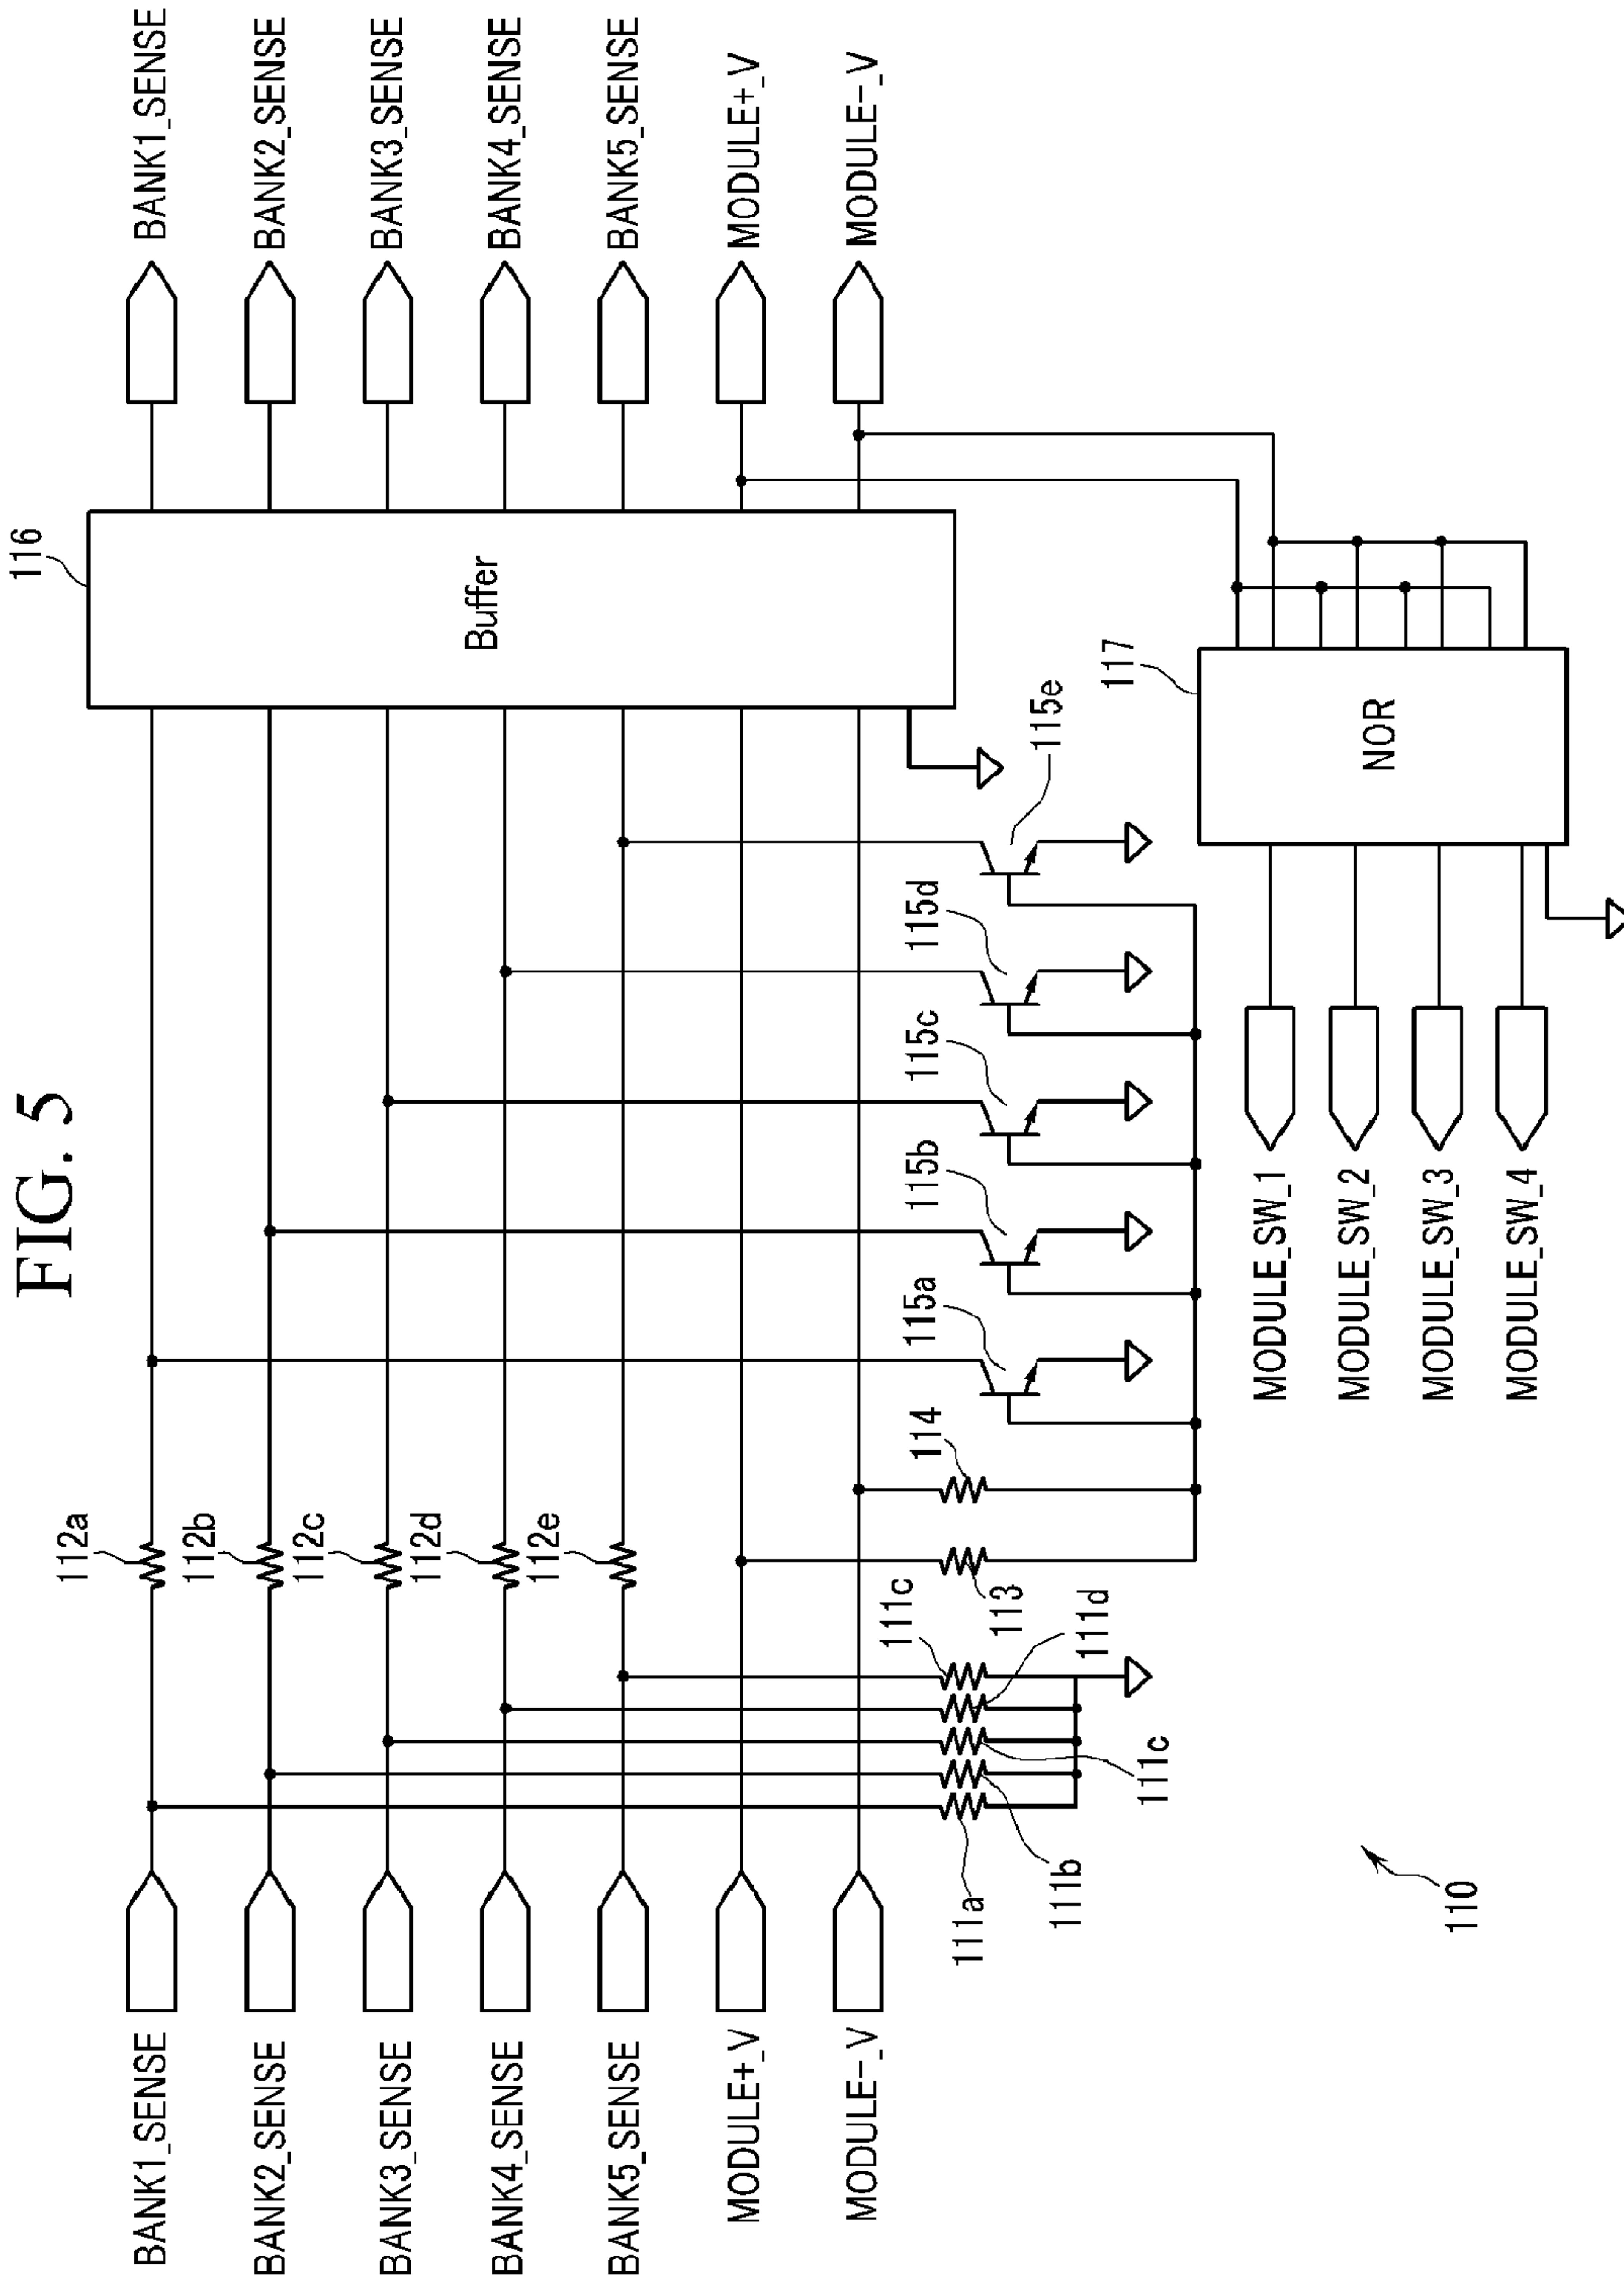 FIG. 5
BANK1_SENSE
BANK2_SENSE
BANK3_SENSE
BANK4_SENSE
BANK5_SENSE
MODULE+_V
MODULE-_V
112a
112b
112c
112d
112e
116
Buffer
BANK1_SENSE
BANK2_SENSE
BANK3_SENSE
BANK4_SENSE
BANK5_SENSE
MODULE+_V
MODULE-_V
111a
111b
111c
111d
111c
113
114
115a
115b
115c
115d
115e
117
NOR
MODULE_SW_1
MODULE_SW_2
MODULE_SW_3
MODULE_SW_4
110